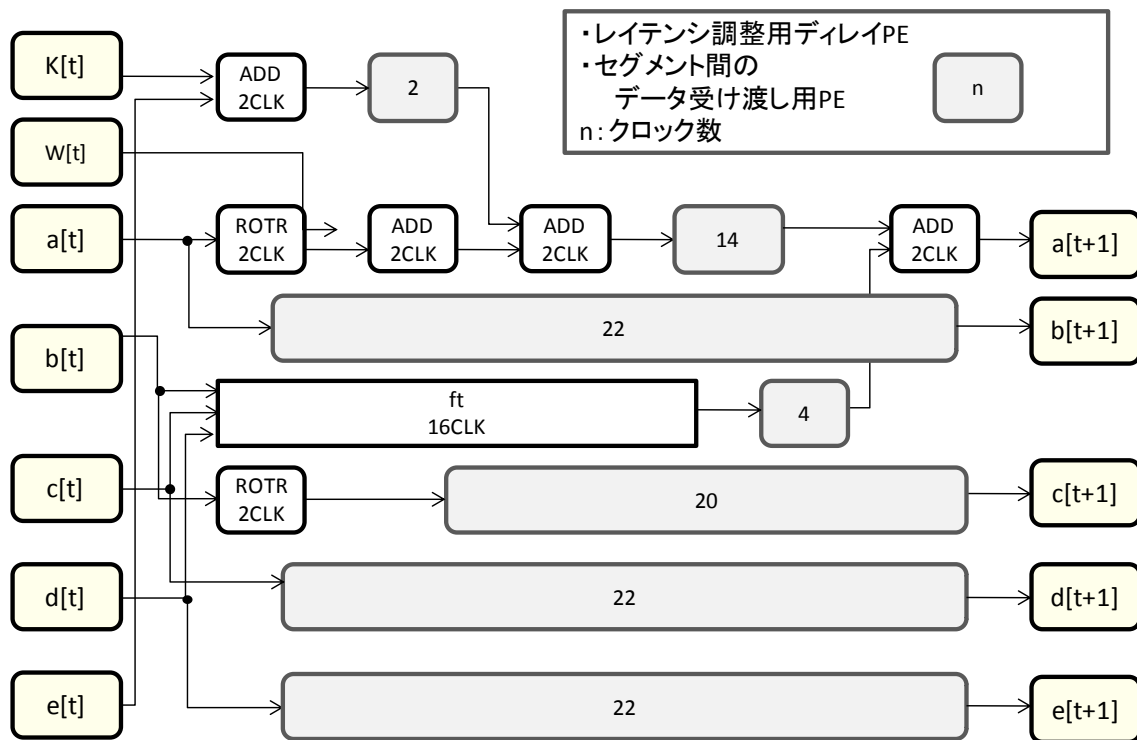 ・レイテンシ調整用ディレイPE
・セグメント間の
データ受け渡し用PE
n：クロック数
n
K[t]
ADD
2CLK
2
W[t]
a[t]
ROTR
2CLK
ADD
2CLK
ADD
2CLK
14
ADD
2CLK
a[t+1]
22
b[t+1]
b[t]
ft
16CLK
4
c[t]
ROTR
2CLK
20
c[t+1]
d[t]
22
d[t+1]
e[t]
22
e[t+1]